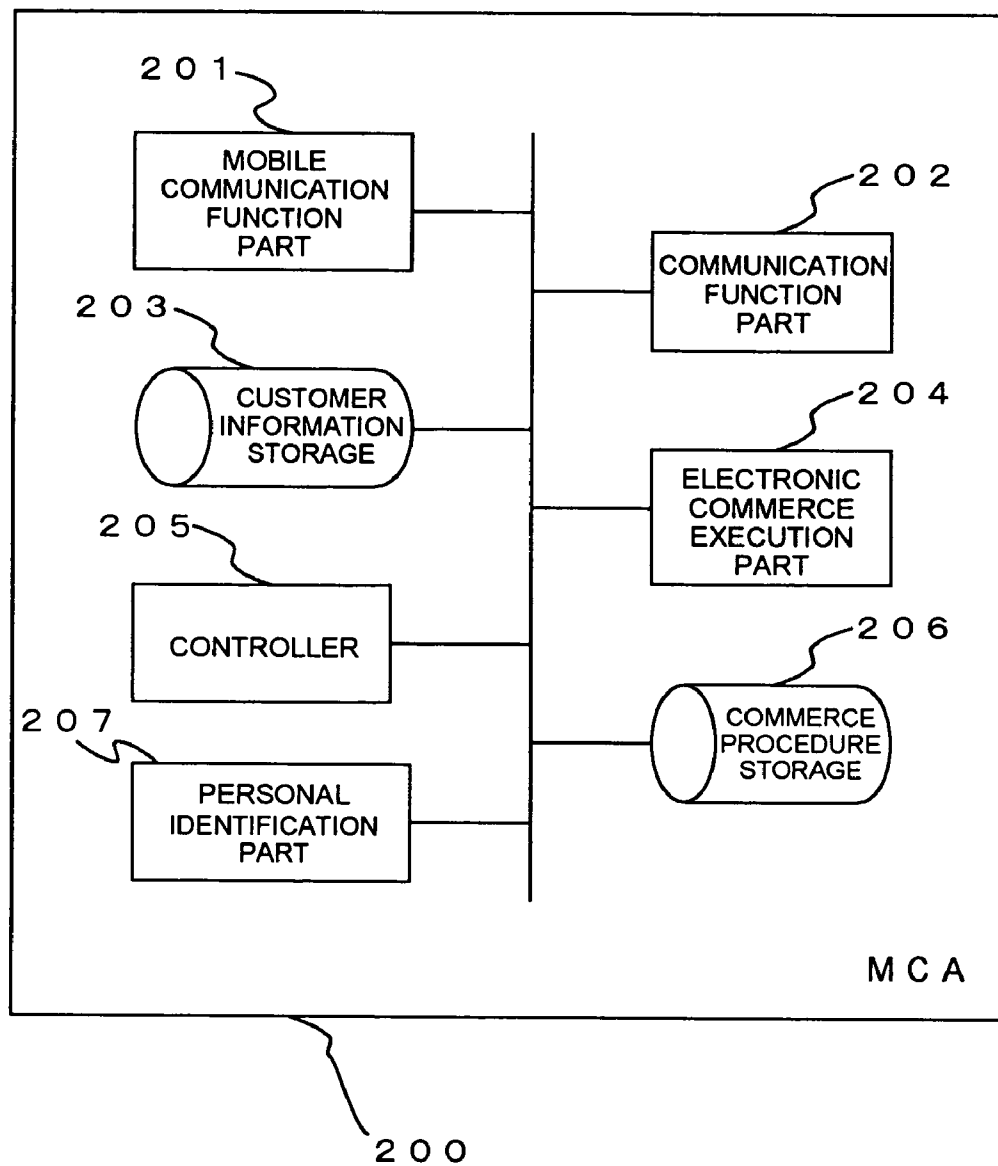 201
MOBILE
COMMUNICATION
FUNCTION
PART
202
COMMUNICATION
FUNCTION
PART
203
CUSTOMER
INFORMATION
STORAGE
204
ELECTRONIC
COMMERCE
EXECUTION
PART
205
CONTROLLER
206
COMMERCE
PROCEDURE
STORAGE
207
PERSONAL
IDENTIFICATION
PART
MCA
200